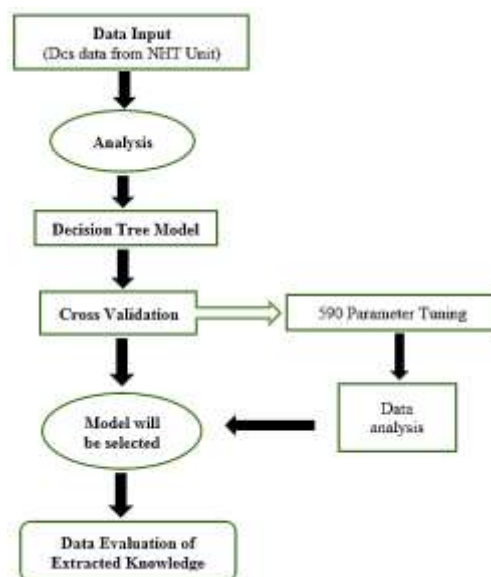 Data Input
(Dcs data from NHT Unit)
Analysis
Decision Tree Model
Cross Validation
590 Parameter Tuning
Data
analysis
Model will
be selected
Data Evaluation of
Extracted Knowledge